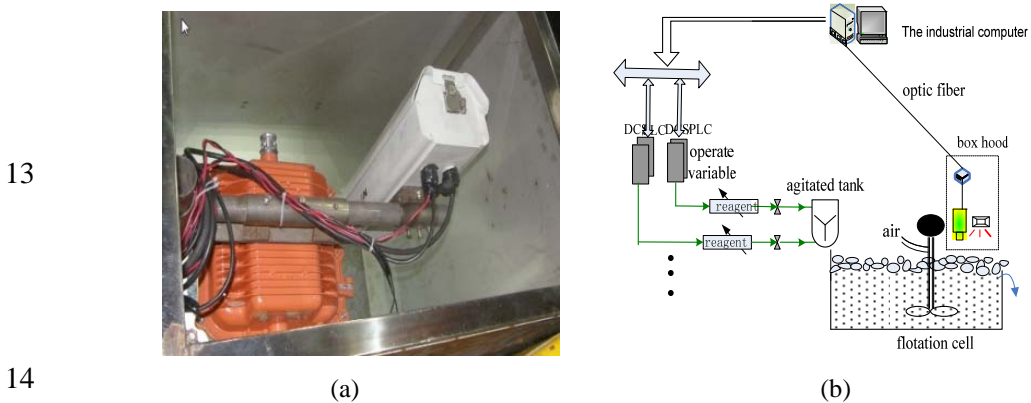 The industrial computer
optic fiber
box hood
operate
variable
agitated tank
reagent
reagent
air
flotation cell
13
14
(a)
(b)